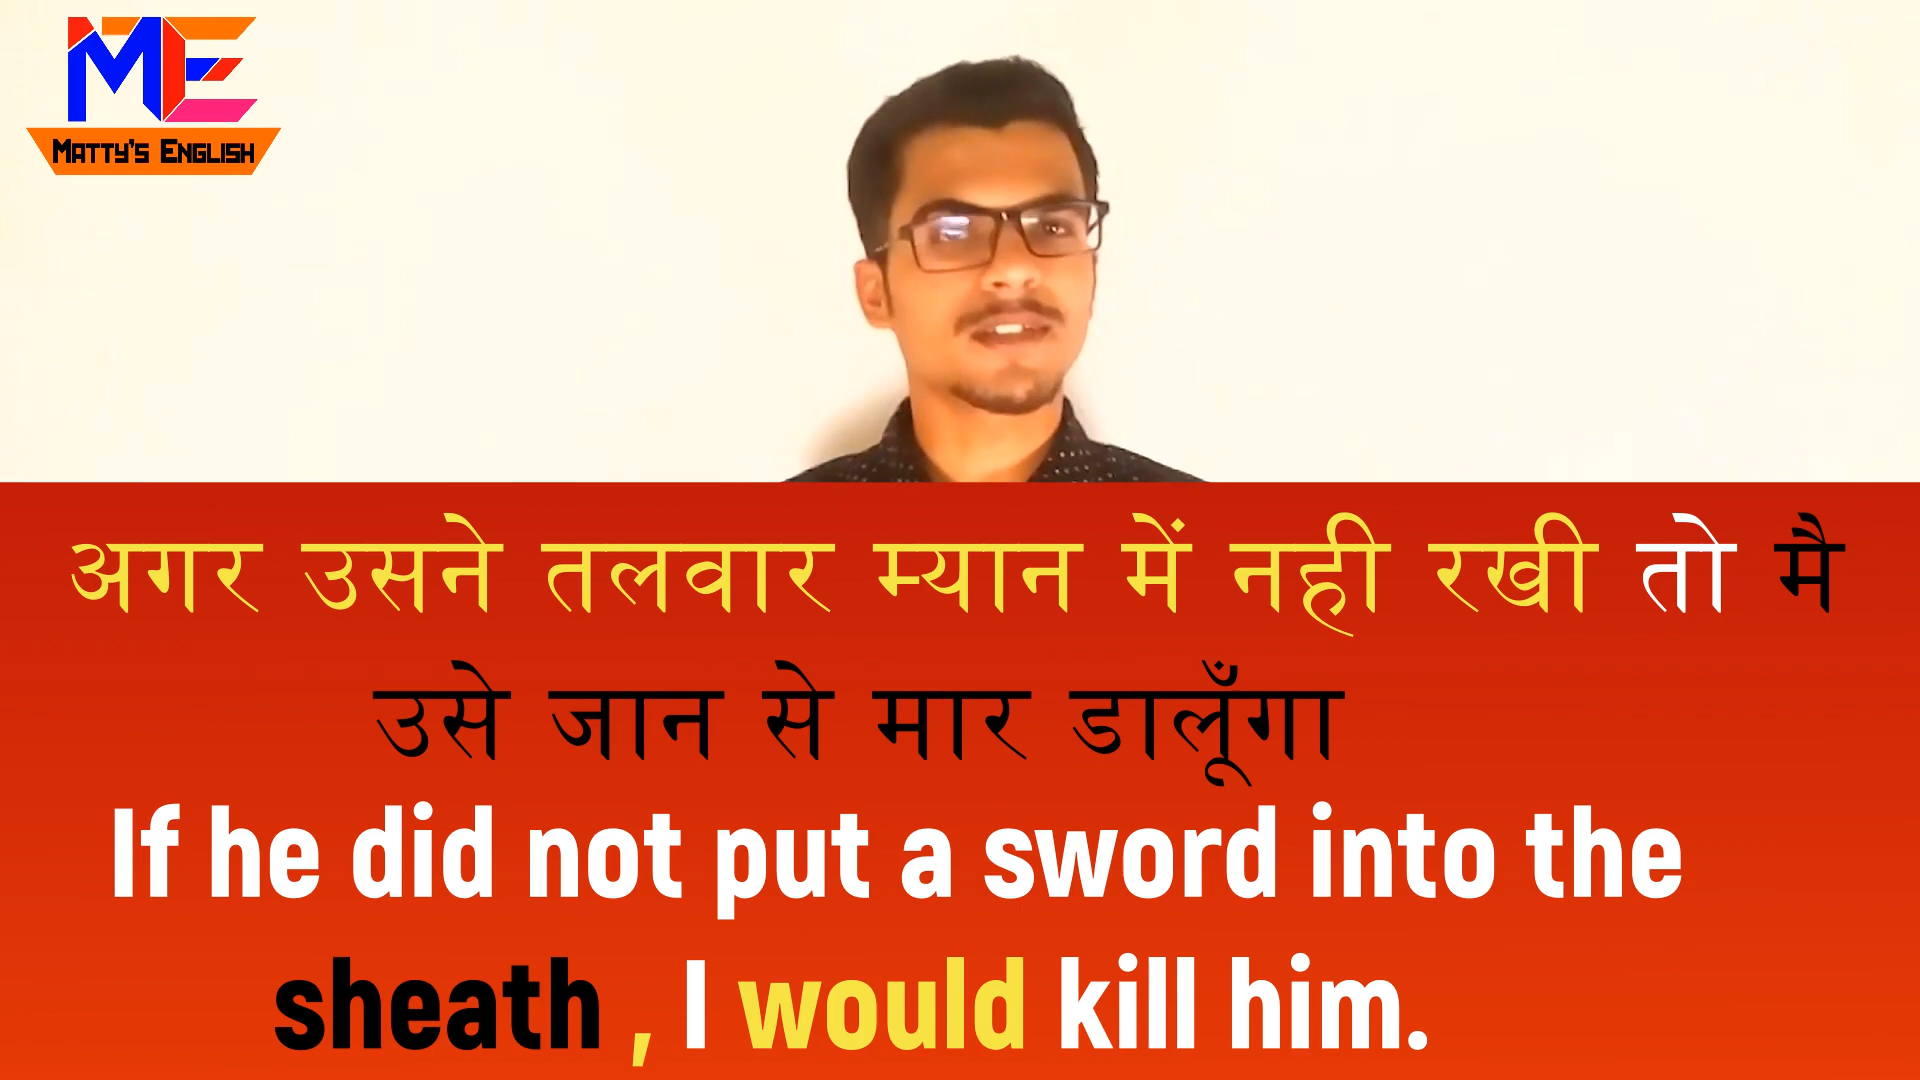 ME
MATTY'S ENGLISH
अगर उसने तलवार म्यान में नही रखी तो मै
उसे जान से मार डालूँगा
If he did not put a sword into the
sheath , I would kill him.